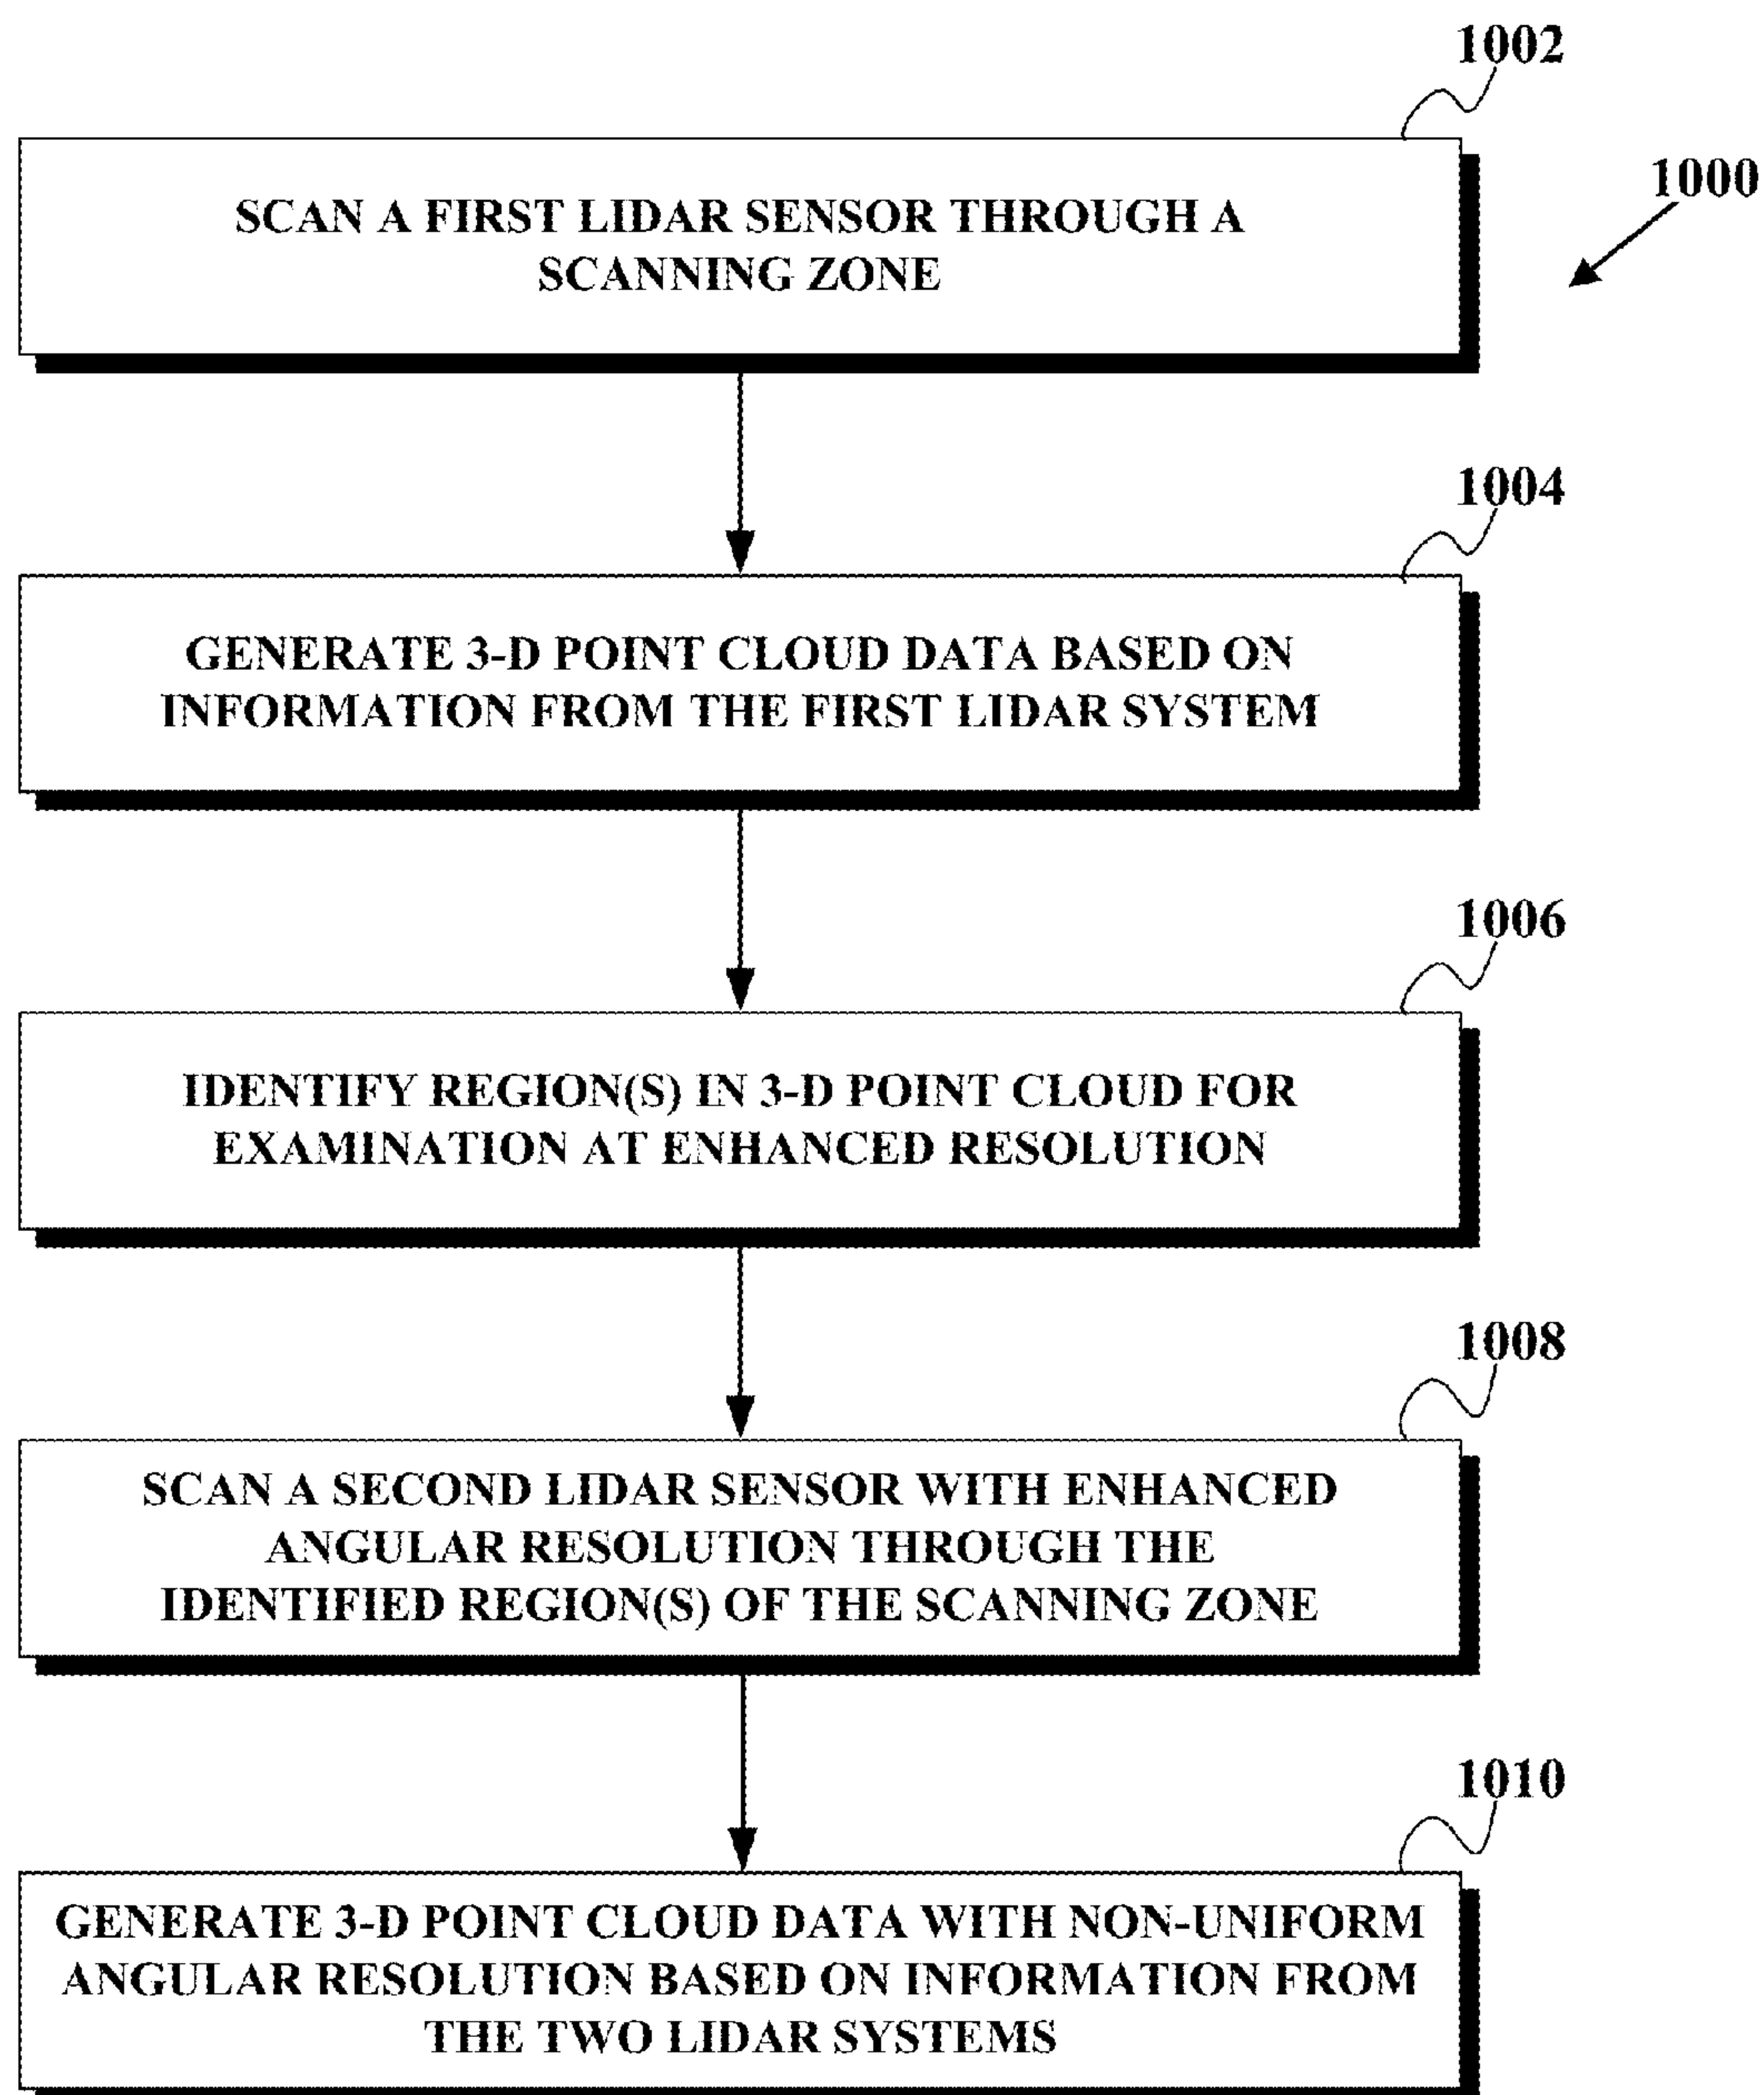 1002
1000
SCAN A FIRST LIDAR SENSOR THROUGH A
SCANNING ZONE
1004
GENERATE 3-D POINT CLOUD DATA BASED ON
INFORMATION FROM THE FIRST LIDAR SYSTEM
1006
IDENTIFY REGION(S) IN 3-D POINT CLOUD FOR
EXAMINATION AT ENHANCED RESOLUTION
1008
SCAN A SECOND LIDAR SENSOR WITH ENHANCED
ANGULAR RESOLUTION THROUGH THE
IDENTIFIED REGION(S) OF THE SCANNING ZONE
1010
GENERATE 3-D POINT CLOUD DATA WITH NON-UNIFORM
ANGULAR RESOLUTION BASED ON INFORMATION FROM
THE TWO LIDAR SYSTEMS